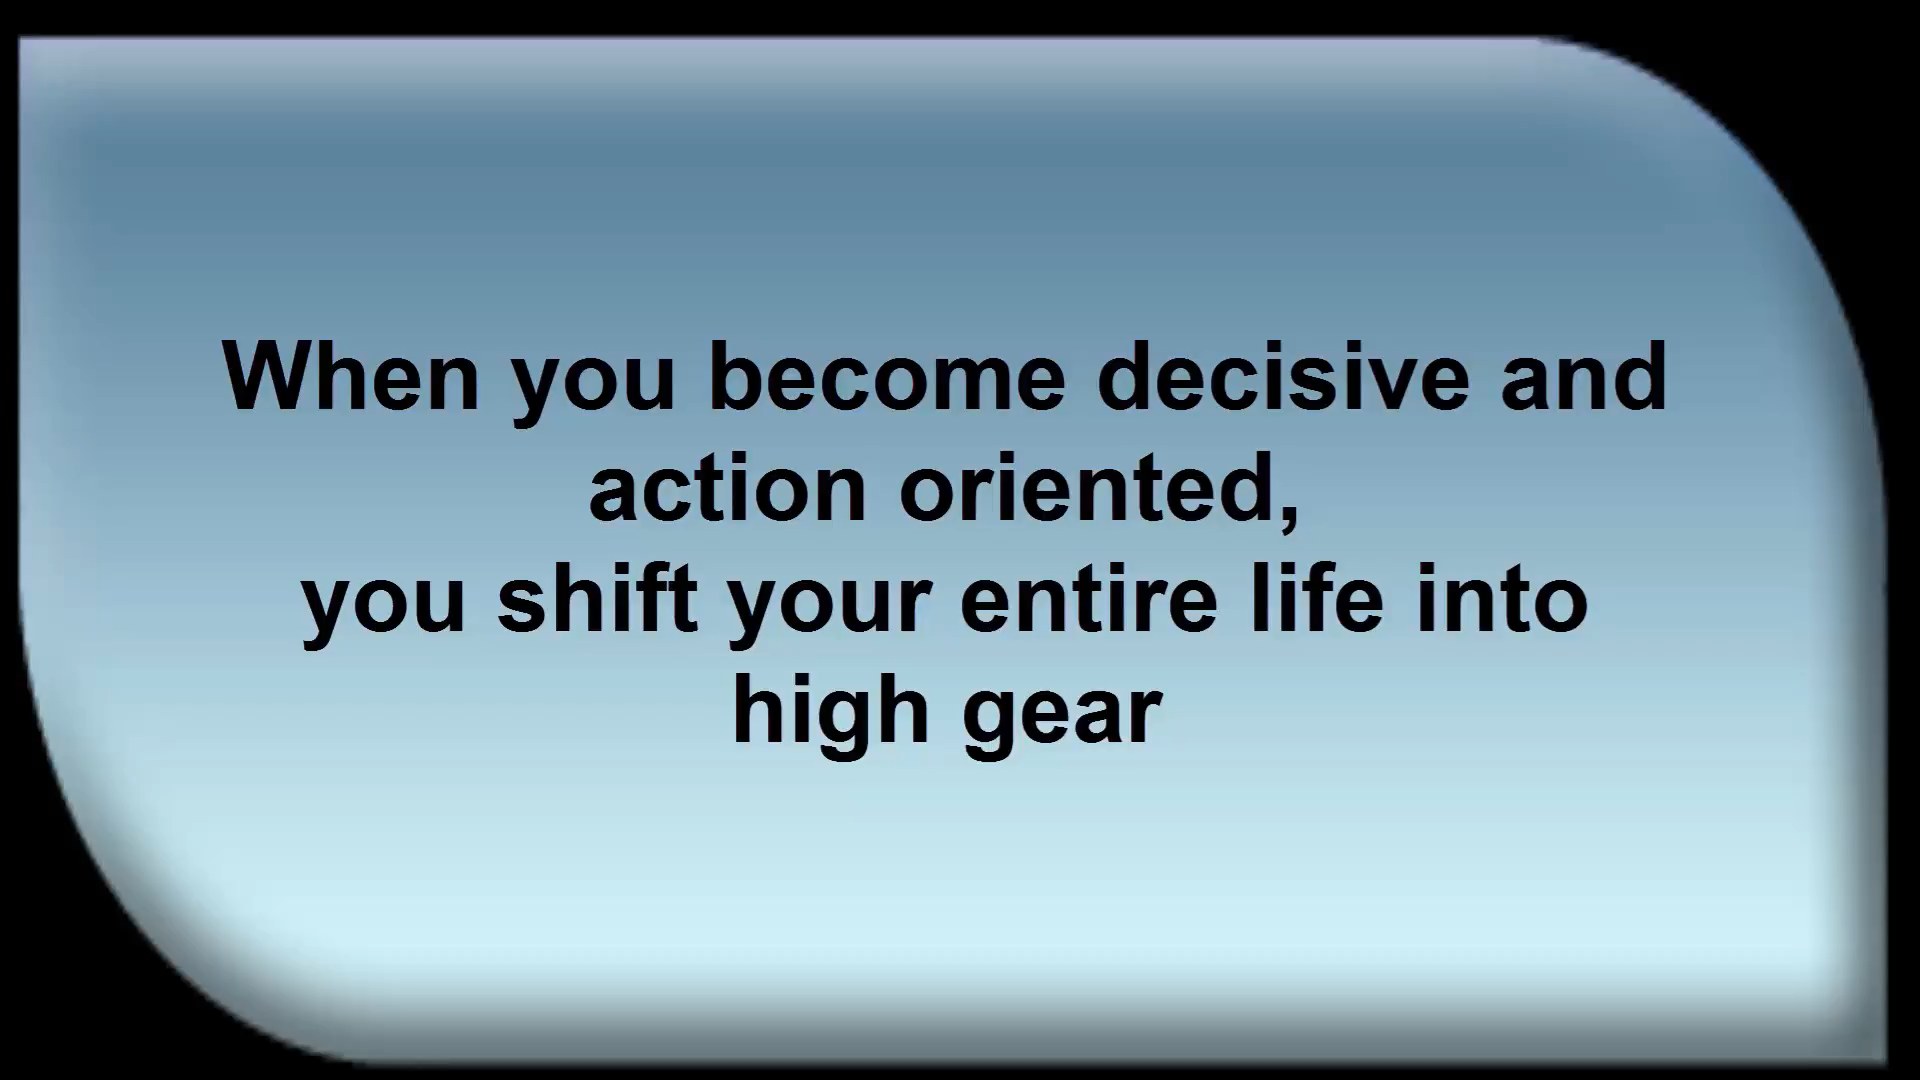 When you become decisive and
action oriented,
you shift your entire life into
high gear